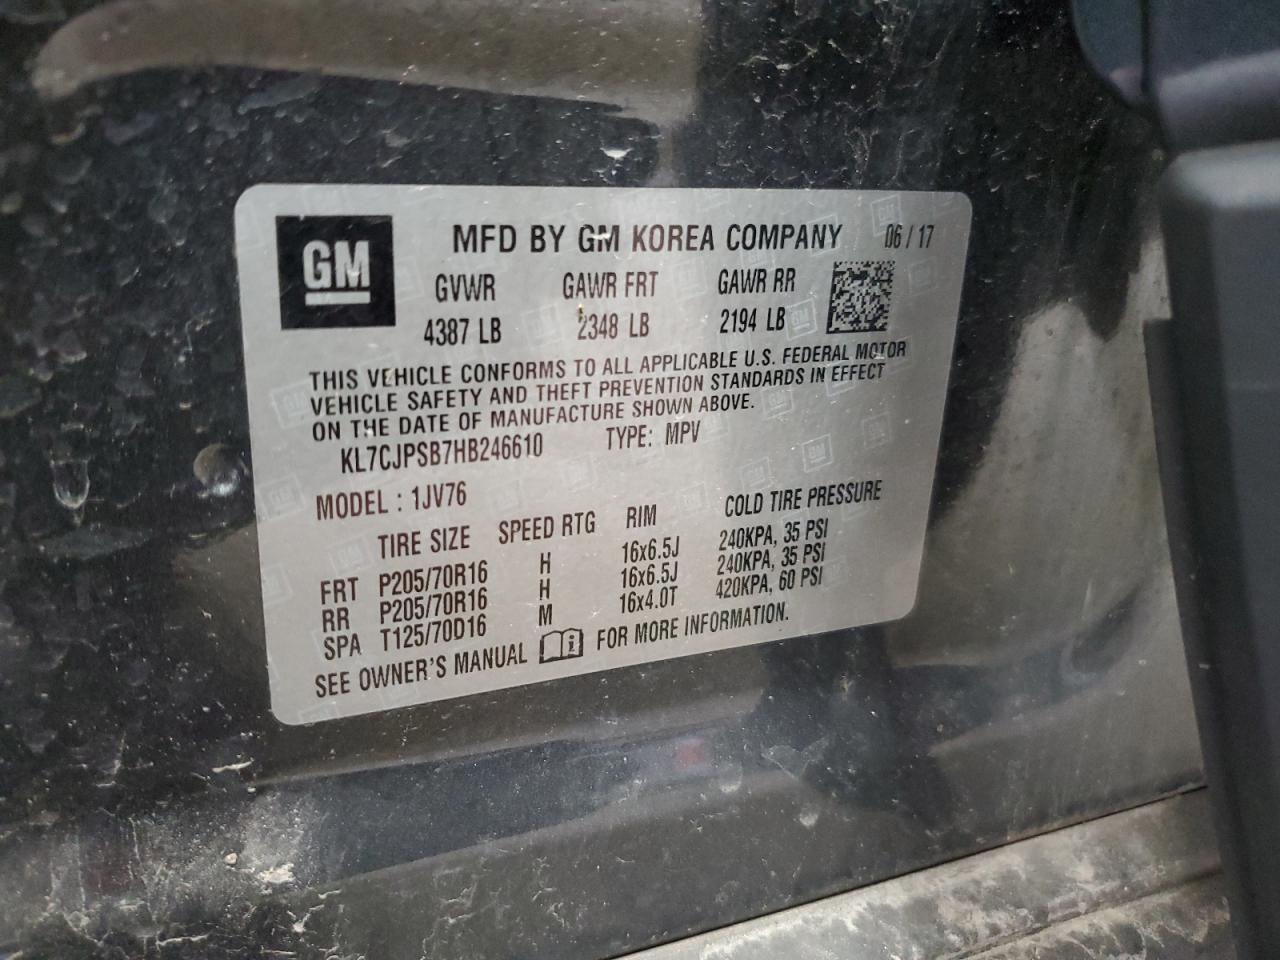 GM
MFD BY GM KOREA COMPANY 06 / 17
GVWR GAWR FRT GAWR RR
4387 LB 2348 LB 2194 LB
THIS VEHICLE CONFORMS TO ALL APPLICABLE U.S. FEDERAL MOTOR
VEHICLE SAFETY AND THEFT PREVENTION STANDARDS IN EFFECT
ON THE DATE OF MANUFACTURE SHOWN ABOVE.
KL7CJPSB7HB246610 TYPE: MPV
MODEL : 1JV76
TIRE SIZE SPEED RTG RIM COLD TIRE PRESSURE
FRT P205/70R16 H 16x6.5J 240KPA, 35 PSI
RR P205/70R16 H 16x6.5J 240KPA, 35 PSI
SPA T125/70D16 M 16x4.0T 420KPA, 60 PSI
SEE OWNER'S MANUAL i FOR MORE INFORMATION.